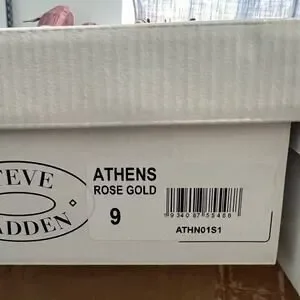 TEVE
ADDEN
ATHENS
ROSE GOLD
9
ATHN01S1